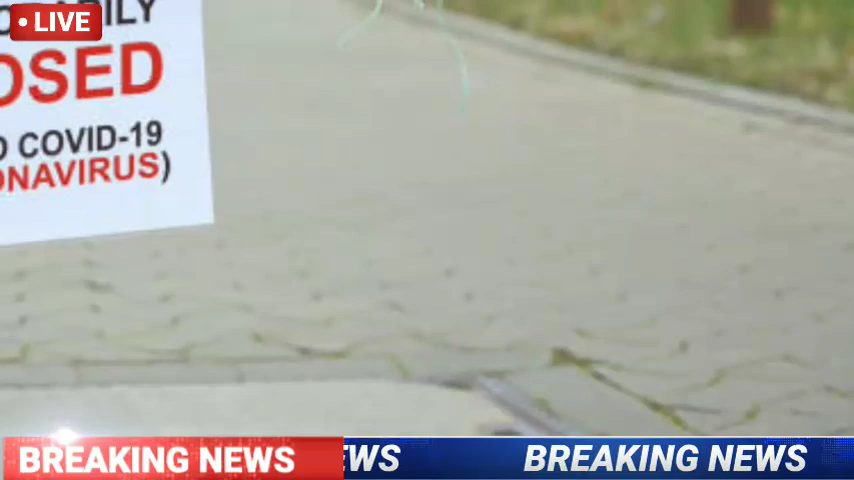 LIVE
OSED
COVID-19
ONAVIRUS)
BREAKING NEWS
EWS
BREAKING NEWS